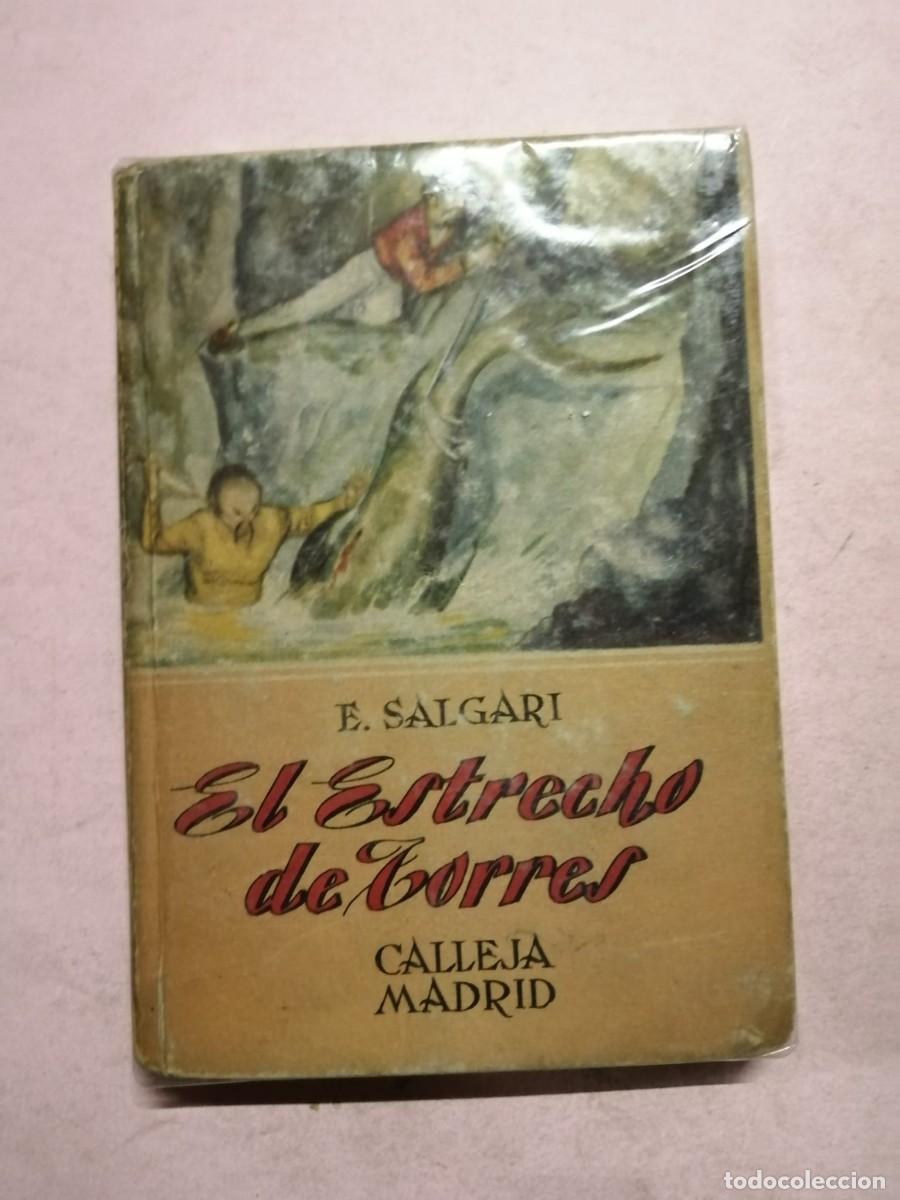 E. SALGARI
El Estrecho
de Torres
CALLEJA
MADRID
todocoleccion